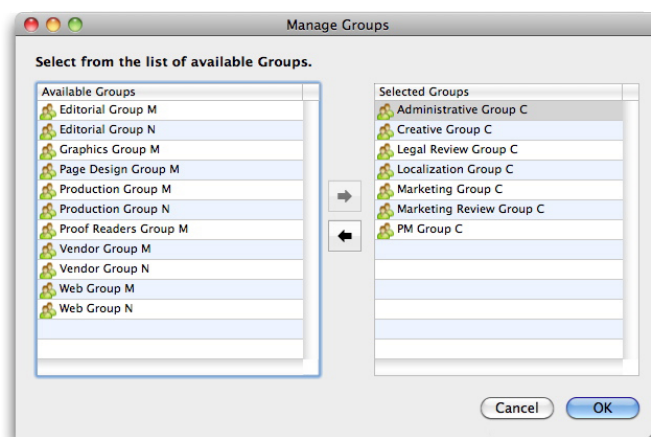 Manage Groups
Select from the list of available Groups.
Available Groups
Editorial Group M
Editorial Group N
Graphics Group M
Page Design Group M
Production Group M
Production Group N
Proof Readers Group M
Vendor Group M
Vendor Group N
Web Group M
Web Group N
Selected Groups
Administrative Group C
Creative Group C
Legal Review Group C
Localization Group C
Marketing Group C
Marketing Review Group C
PM Group C
Cancel
OK